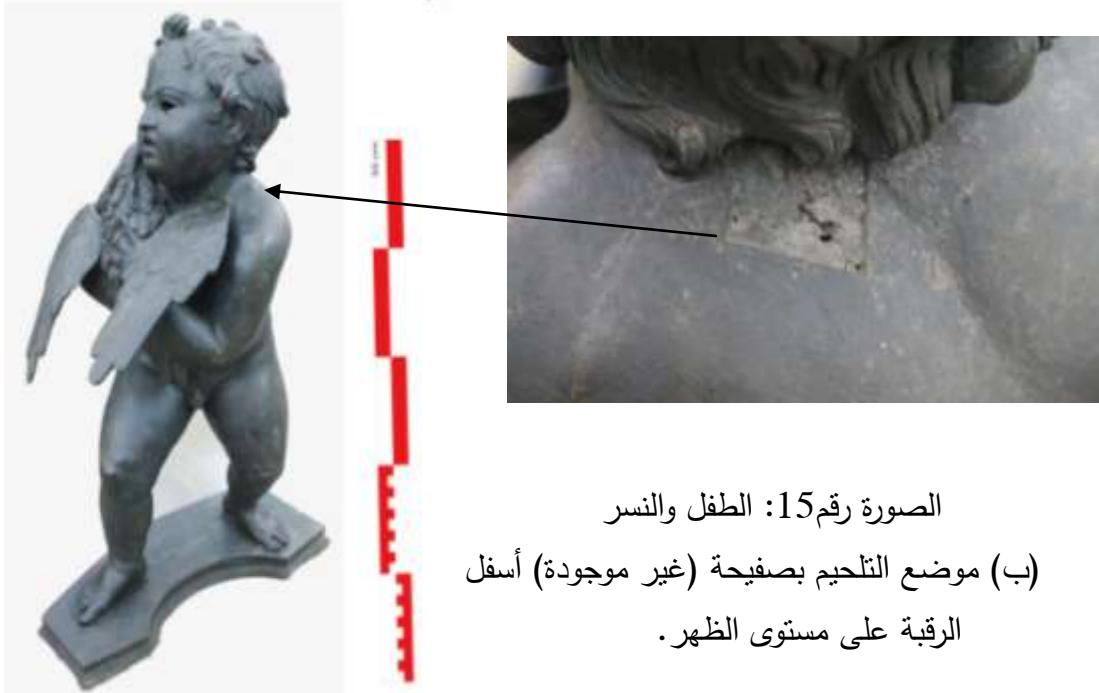 الصورة رقم15: الطفل والنسر
(ب) موضع التلحيم بصفيحة (غير موجودة) أسفل
الرقبة على مستوى الظهر.